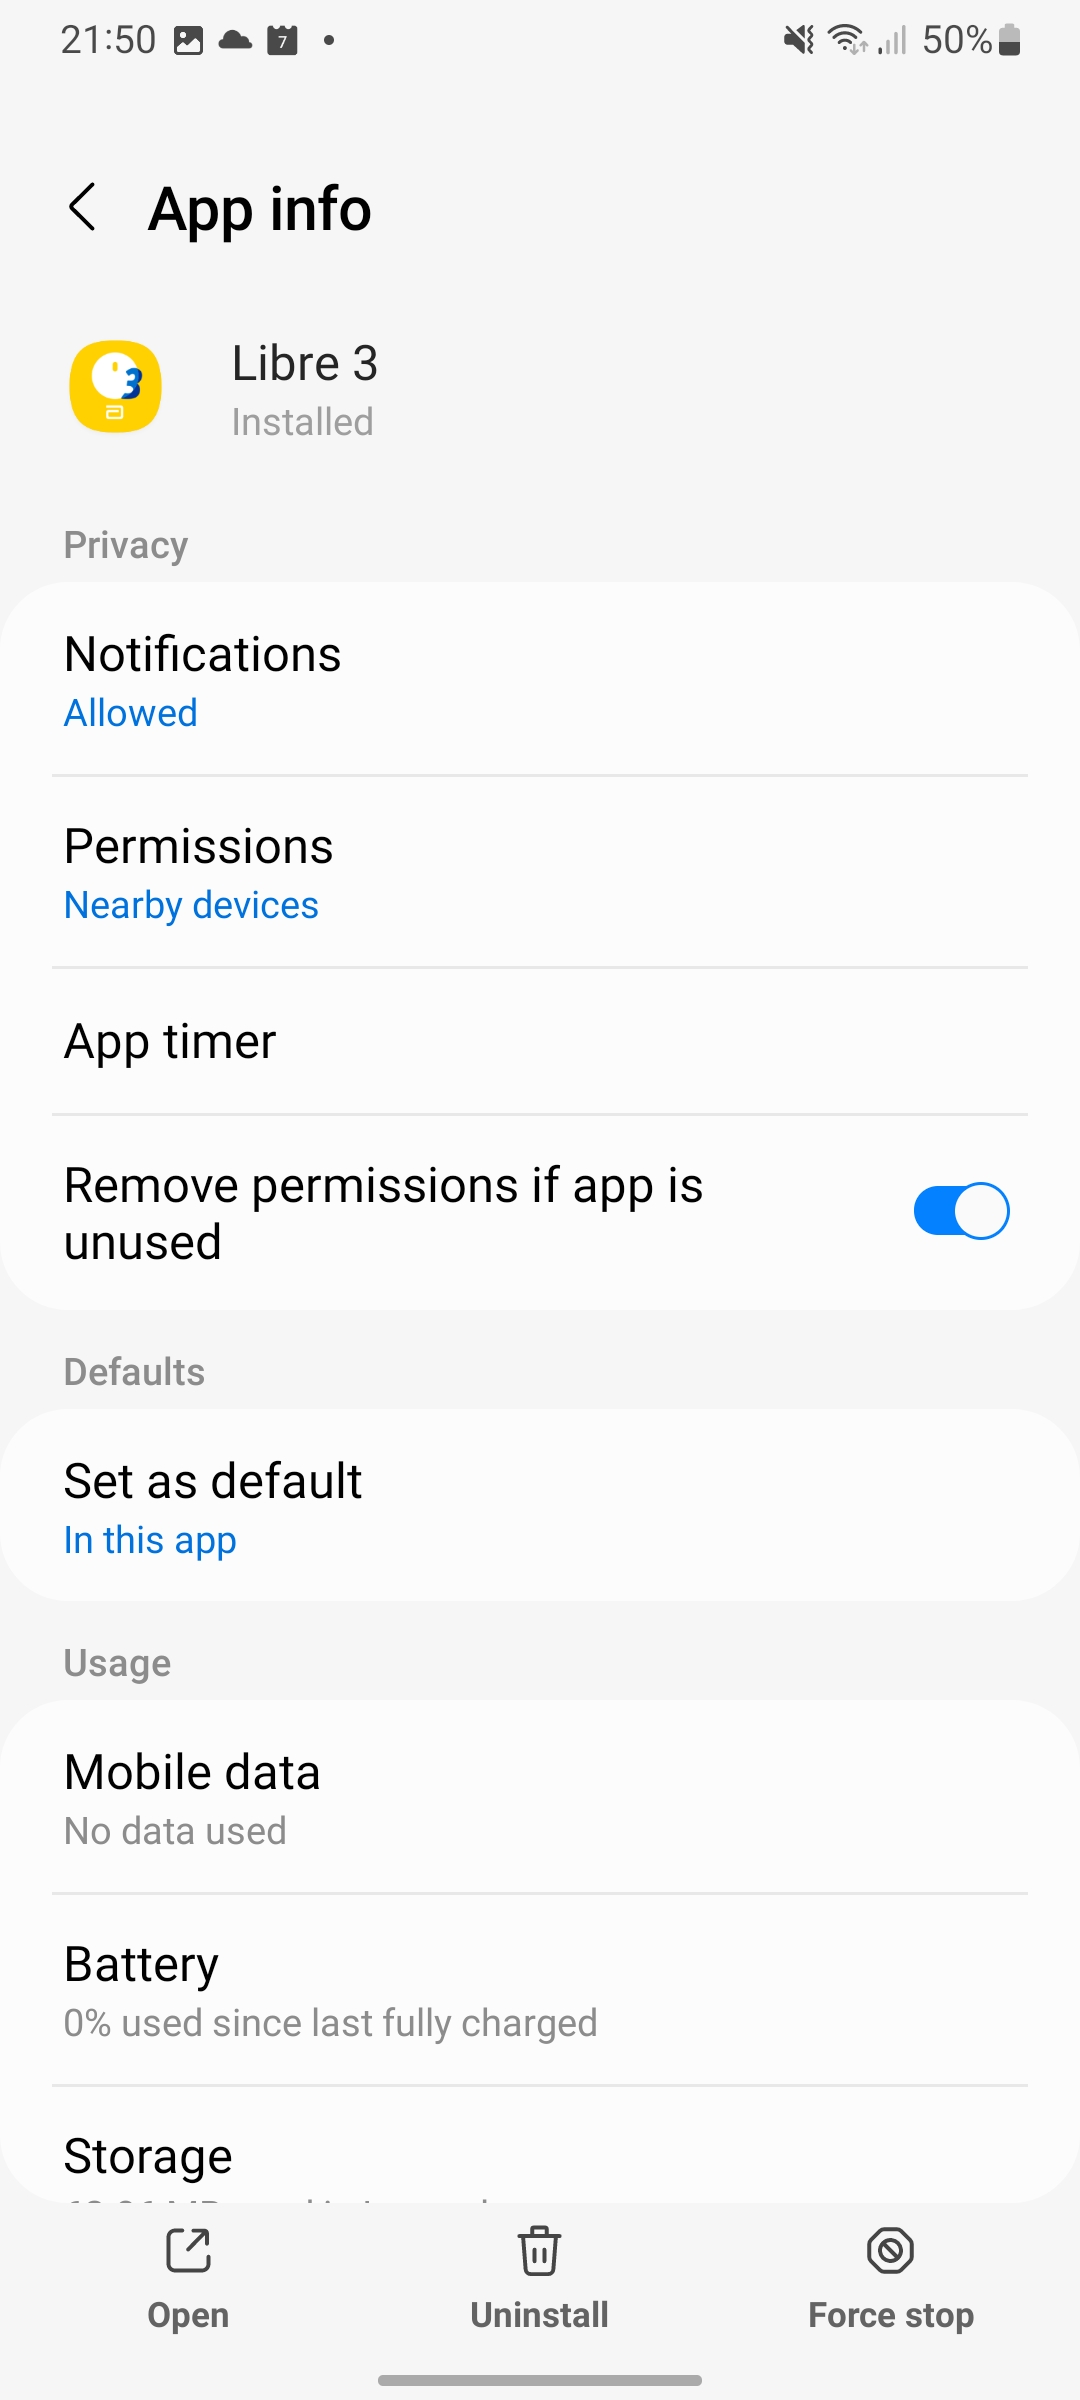 21:50 7 50%
App info
Libre 3
3
Installed
Privacy
Notifications
Allowed
Permissions
Nearby devices
App timer
Remove permissions if app is
unused
Defaults
Set as default
In this app
Usage
Mobile data
No data used
Battery
0% used since last fully charged
Storage
Open Uninstall Force stop